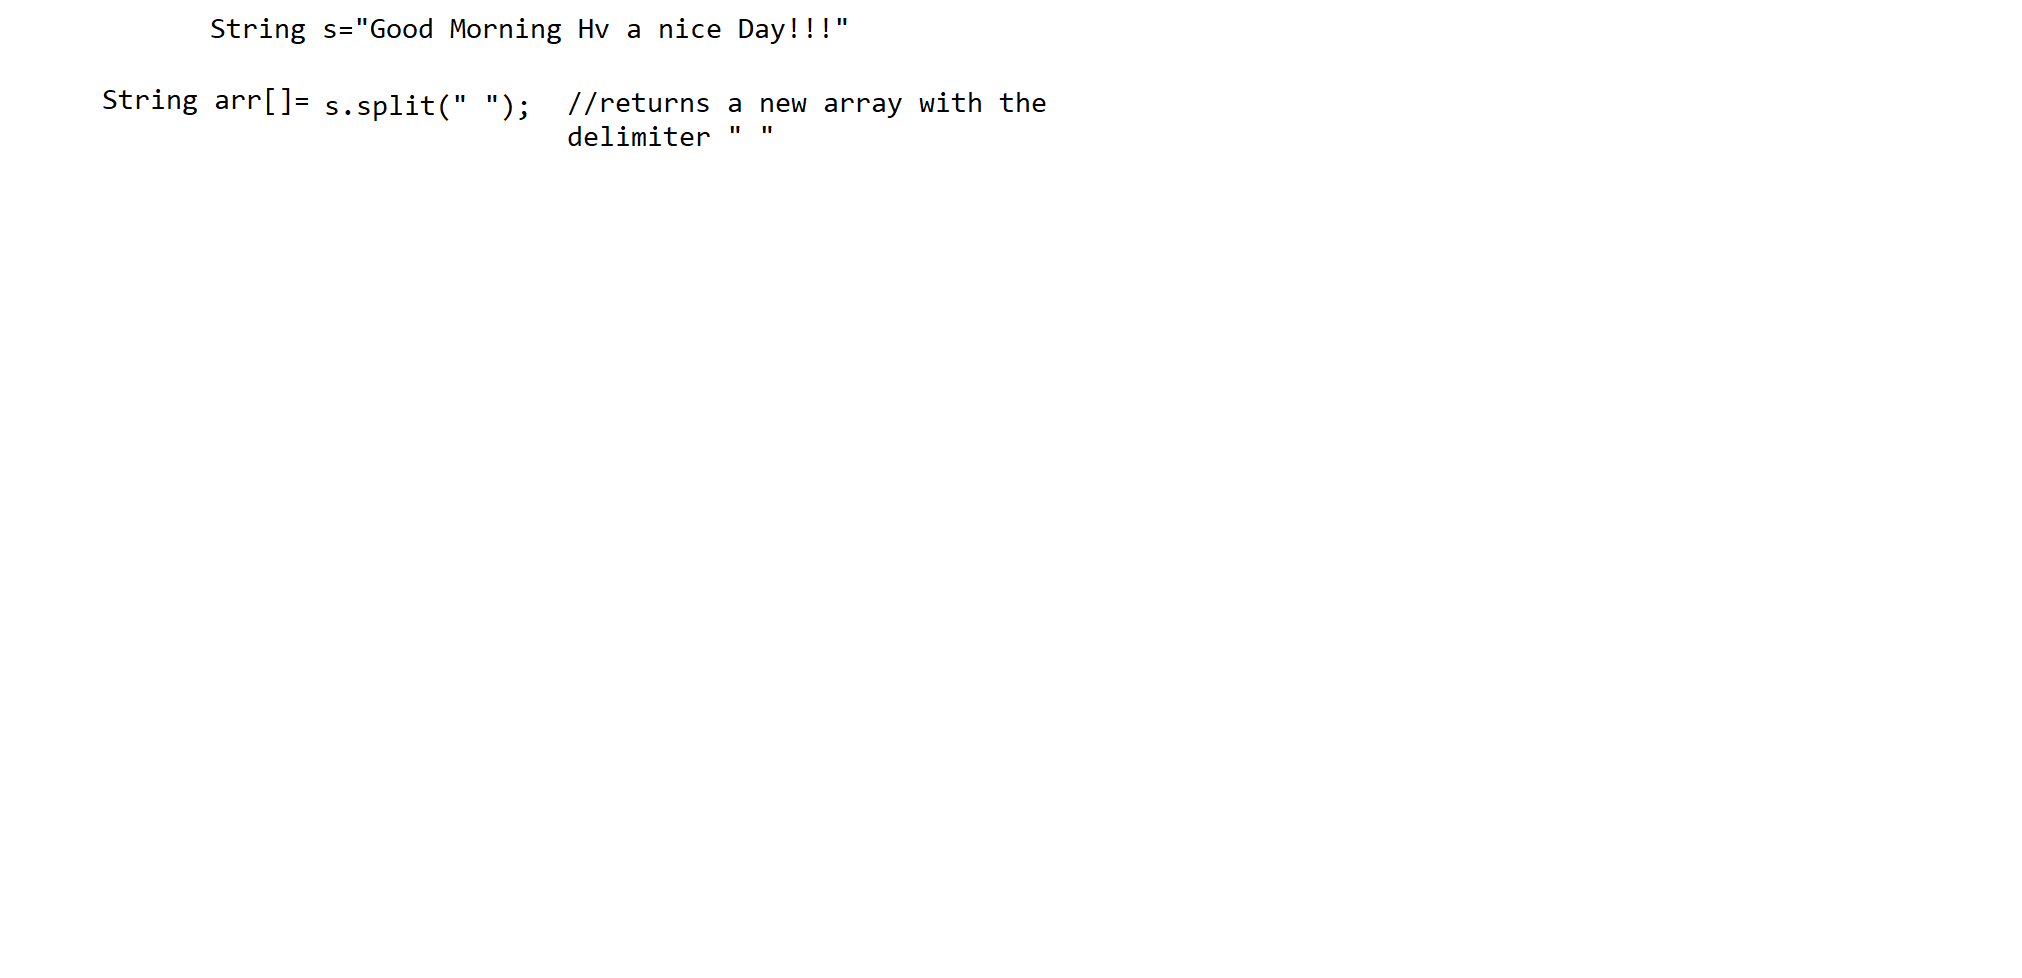 String s="Good Morning Hv a nice Day!!!"
String arr[]= s.split(" "); //returns a new array with the
delimiter " "